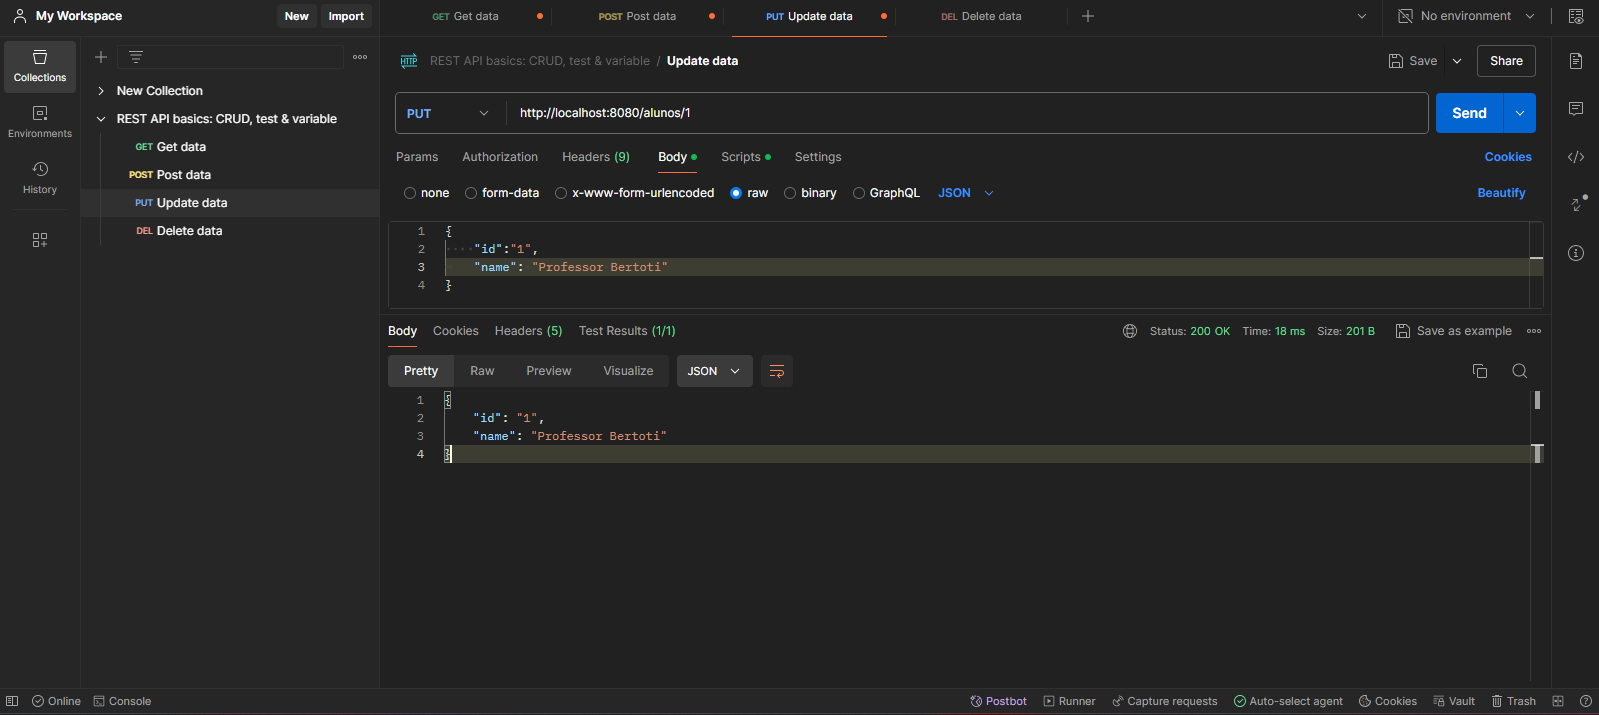 My Workspace New Import GET Get data POST Post data PUT Update data DEL Delete data No environment
Collections
Environments
History
New Collection
REST API basics: CRUD, test & variable
GET Get data
POST Post data
PUT Update data
DEL Delete data
HTTP REST API basics: CRUD, test & variable / Update data Save Share
PUT http://localhost:8080/alunos/1 Send
Params Authorization Headers (9) Body Scripts Settings Cookies
none form-data x-www-form-urlencoded raw binary GraphQL JSON Beautify
1 {
2 "id":"1",
3 "name": "Professor Bertoti"
4 }
Body Cookies Headers (5) Test Results (1/1) Status: 200 OK Time: 18 ms Size: 201 B Save as example
Pretty Raw Preview Visualize JSON
1 {
2 "id": "1",
3 "name": "Professor Bertoti"
4 }
Online Console Postbot Runner Capture requests Auto-select agent Cookies Vault Trash